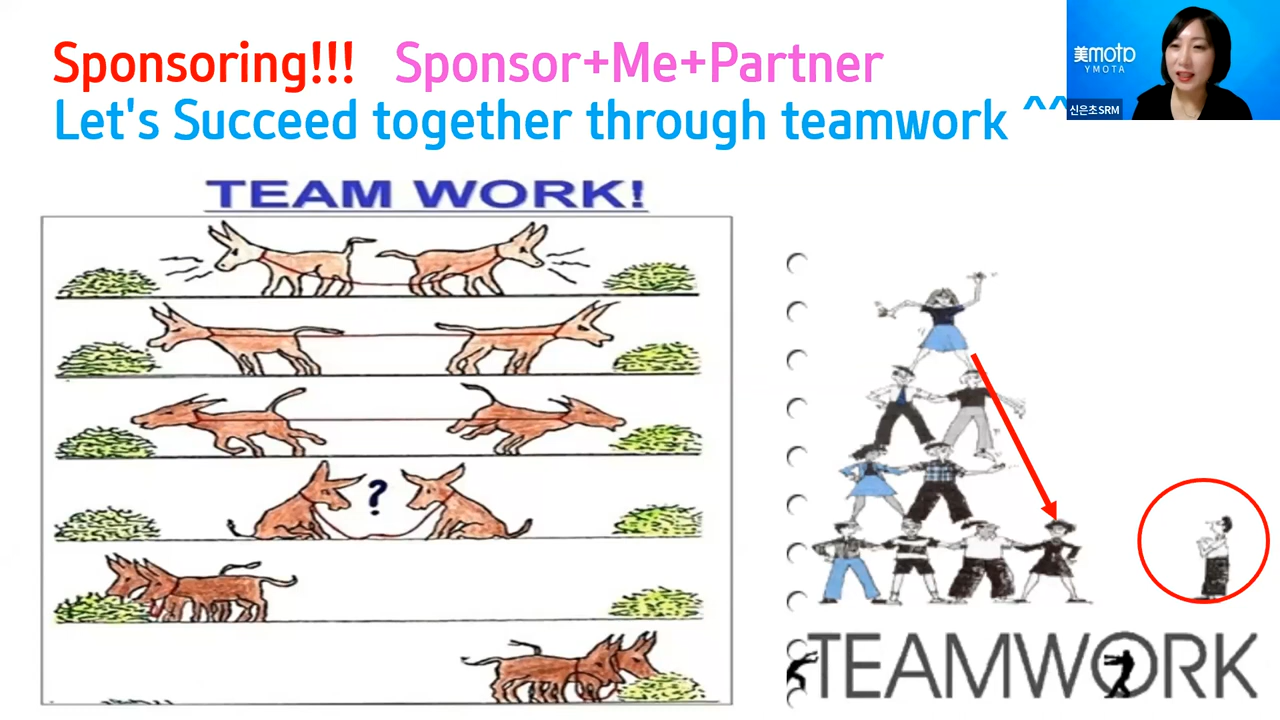 Sponsoring!!! Sponsor+Me+Partner
Let's Succeed together through teamwork ^^
美moto
YMOTA
신은초SRM
TEAM WORK!
?
TEAMWORK